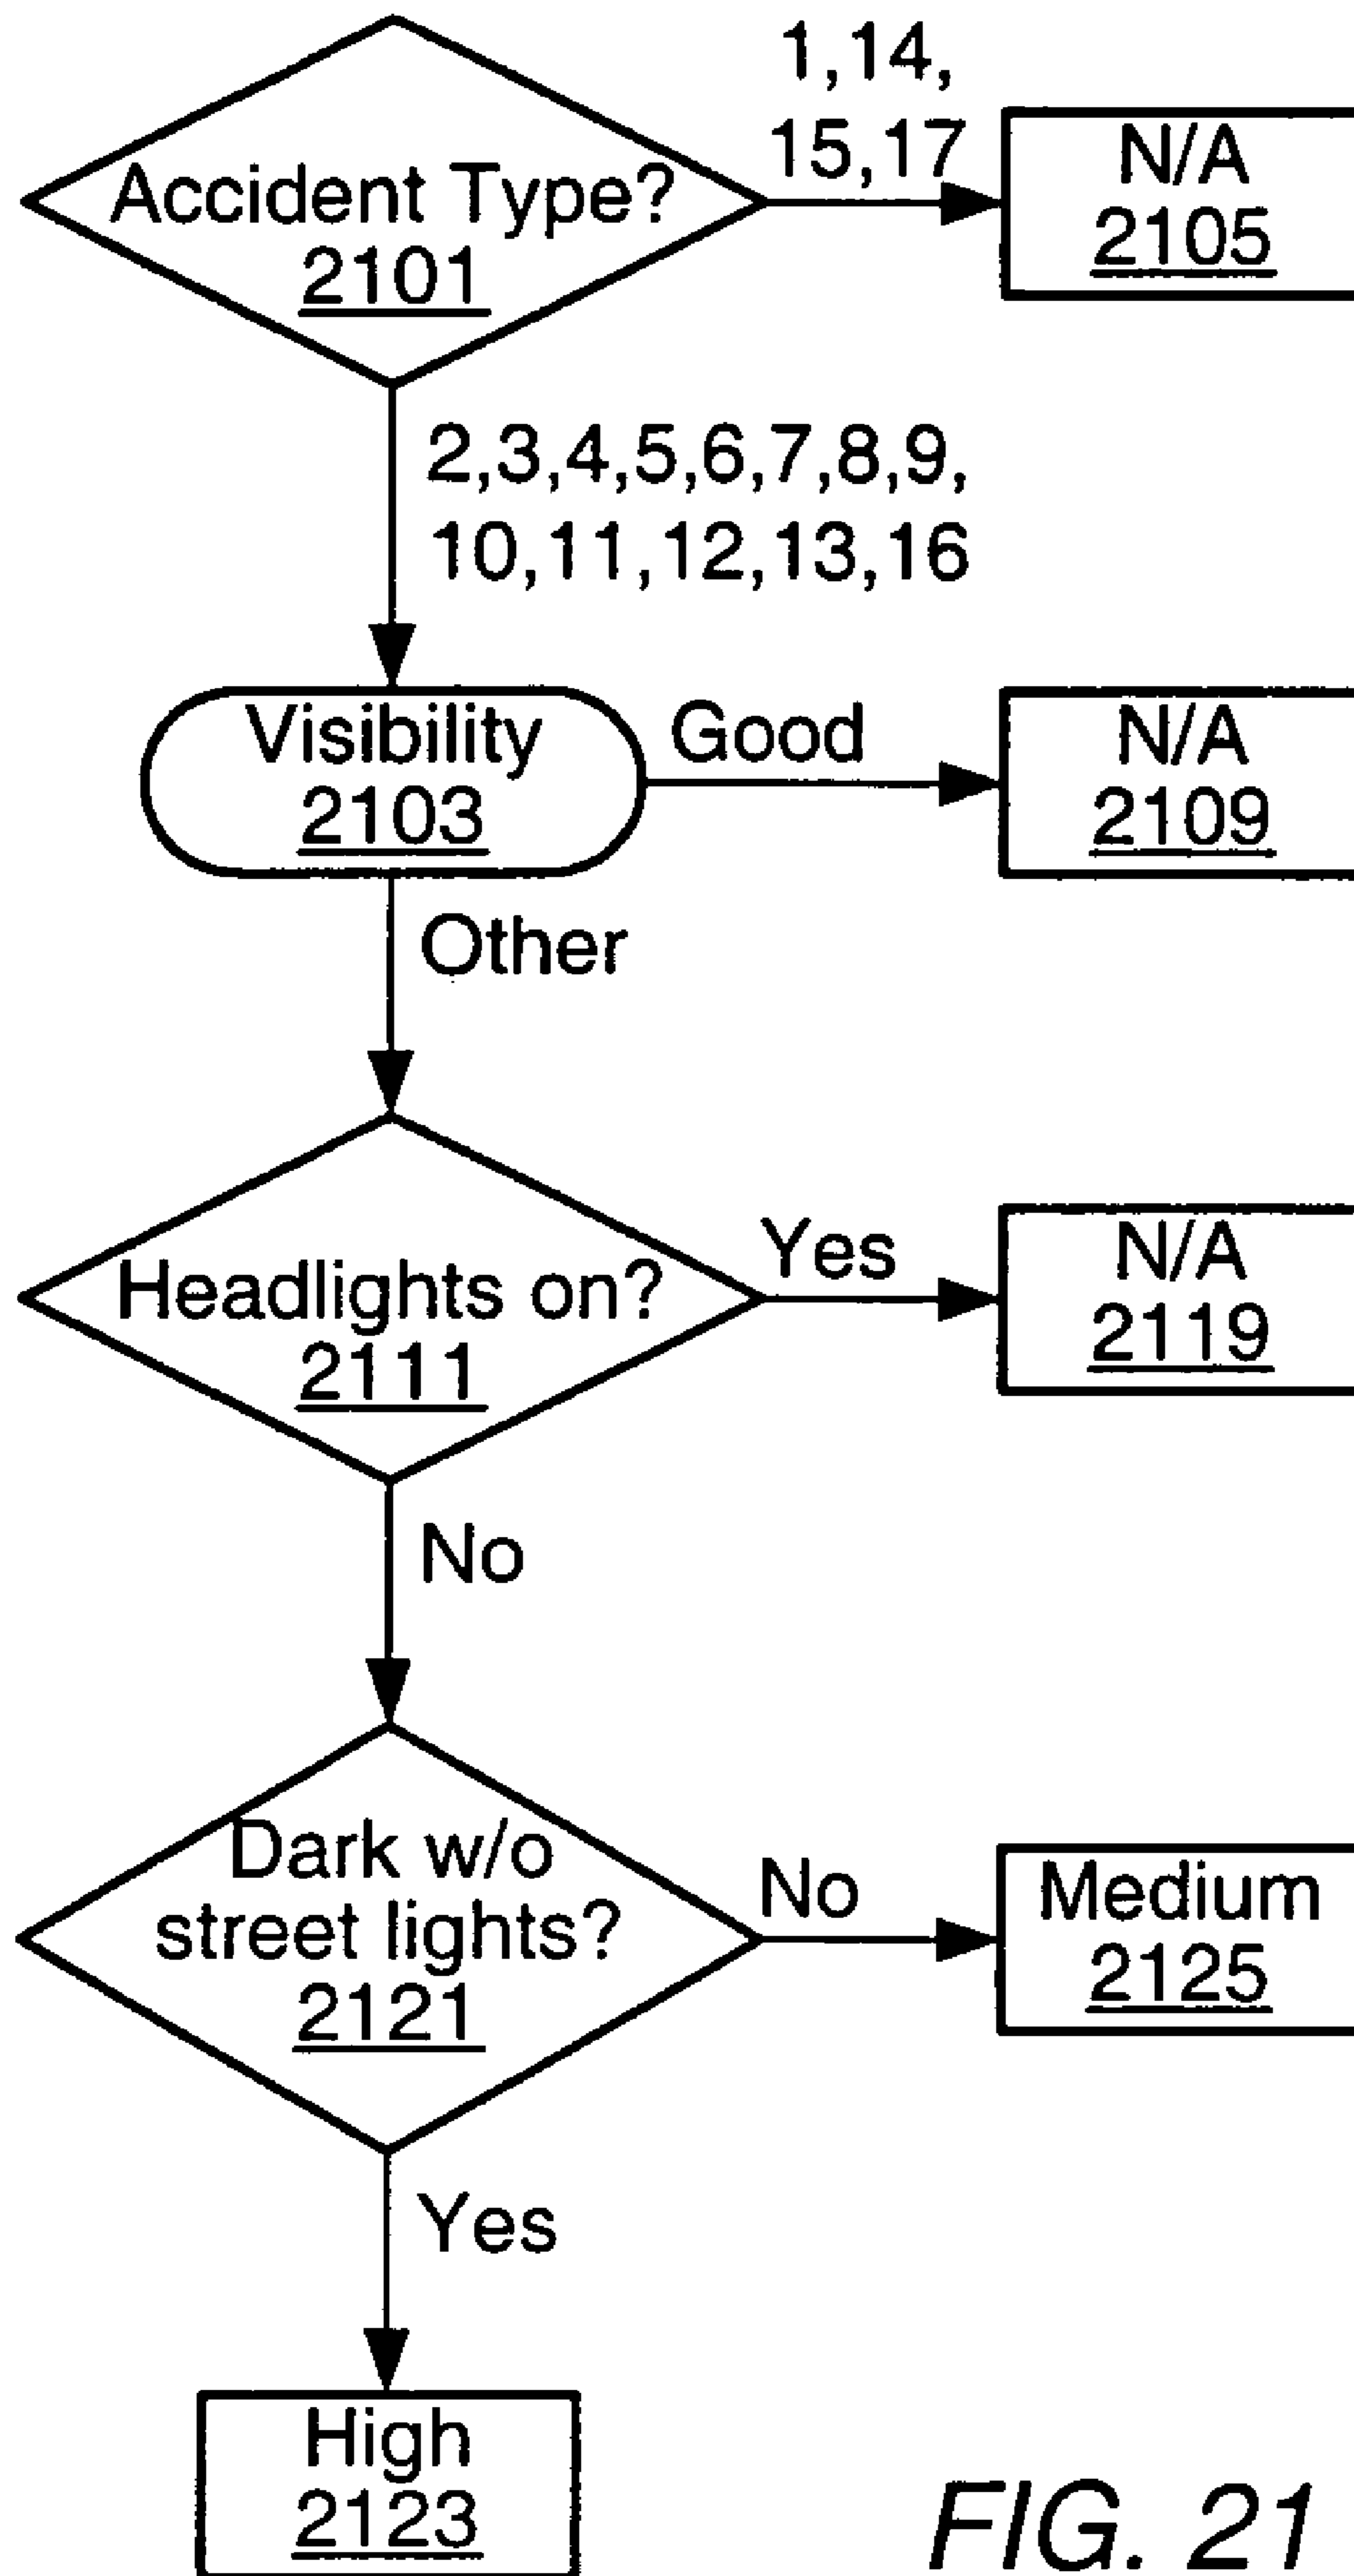 Accident Type?
2101
1,14,
15,17
N/A
2105
2,3,4,5,6,7,8,9,
10,11,12,13,16
Visibility
2103
Good
N/A
2109
Other
Headlights on?
2111
Yes
N/A
2119
No
Dark w/o
street lights?
2121
No
Medium
2125
Yes
High
2123
FIG. 21